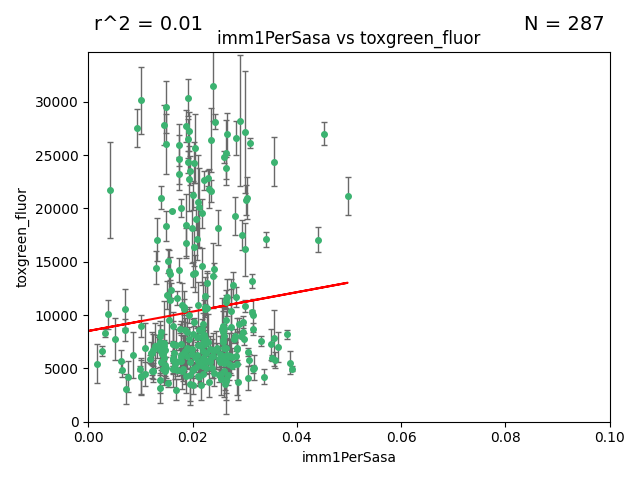 r^2 = 0.01
N = 287
imm1PerSasa vs toxgreen_fluor
toxgreen_fluor
30000
25000
20000
15000
10000
5000
0
0.00 0.02 0.04 0.06 0.08 0.10
imm1PerSasa